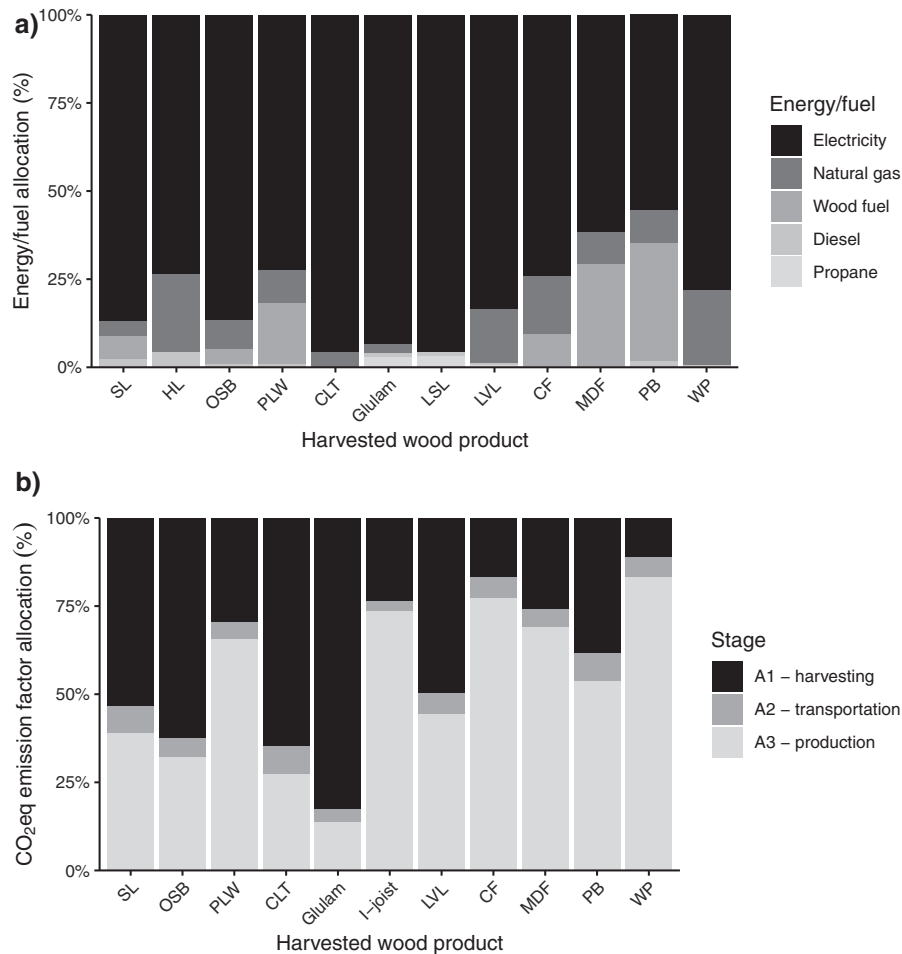 a)
Energy/fuel allocation (%)
100%
75%
50%
25%
0%
SL
HL
OSB
PLW
CLT
Glulam
LSL
LVL
CF
MDF
PB
WP
Harvested wood product
Energy/fuel
Electricity
Natural gas
Wood fuel
Diesel
Propane
b)
CO₂eq emission factor allocation (%)
100%
75%
50%
25%
0%
SL
OSB
PLW
CLT
Glulam
I−joist
LVL
CF
MDF
PB
WP
Harvested wood product
Stage
A1 − harvesting
A2 − transportation
A3 − production